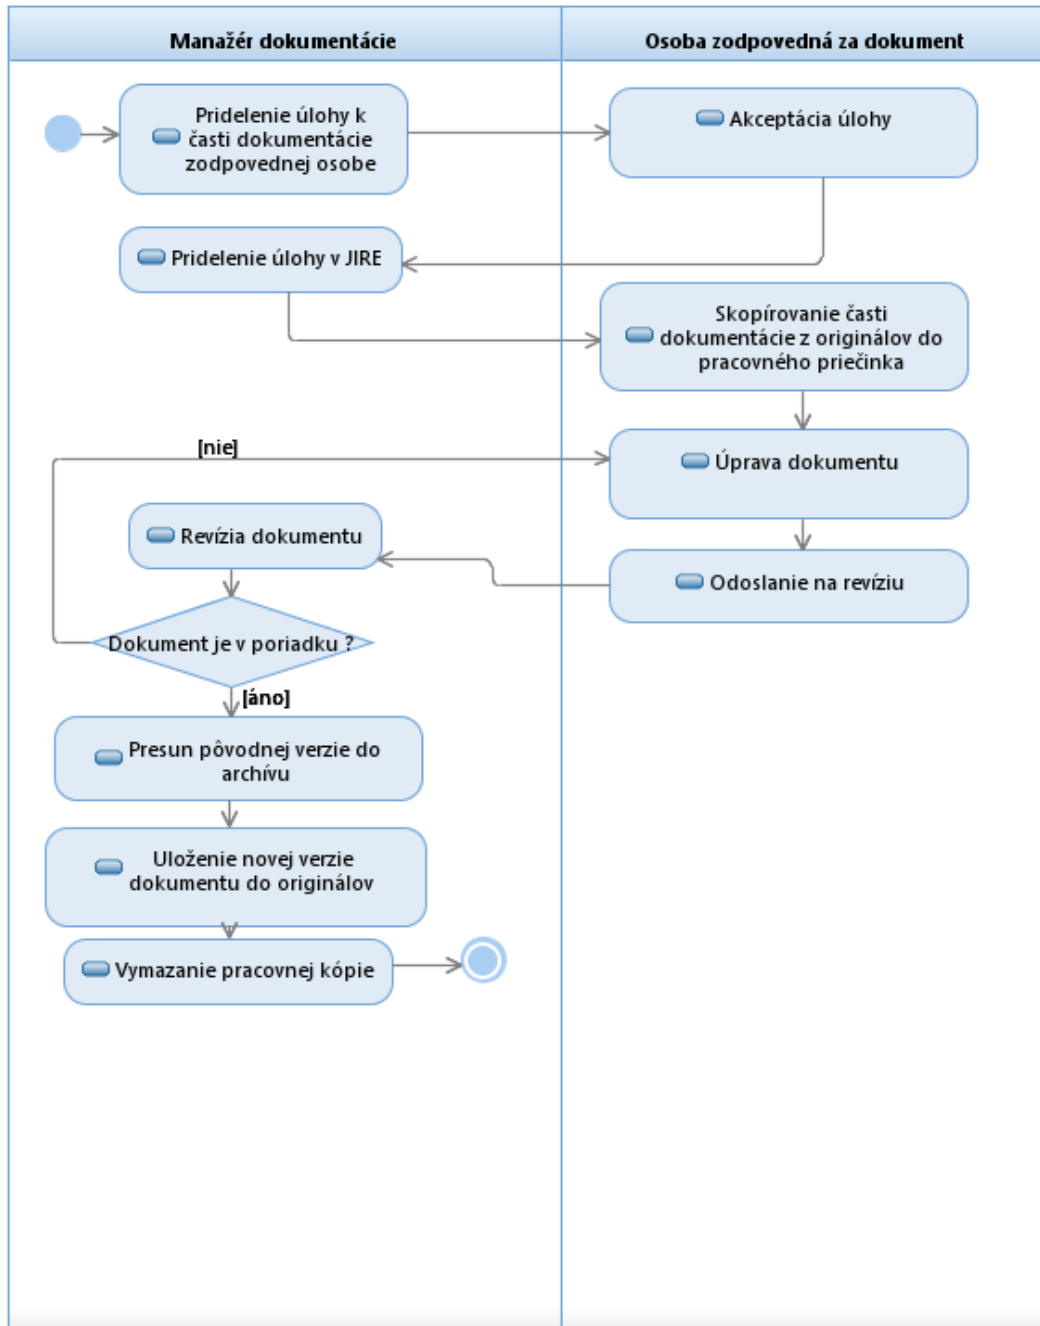 Manažér dokumentácie
Osoba zodpovedná za dokument
Pridelenie úlohy k
časti dokumentácie
zodpovednej osobe
Akceptácia úlohy
Pridelenie úlohy v JIRE
Skopírovanie časti
dokumentácie z originálov do
pracovného priečinka
[nie]
Úprava dokumentu
Revízia dokumentu
Odoslanie na revíziu
Dokument je v poriadku ?
[áno]
Presun pôvodnej verzie do
archívu
Uloženie novej verzie
dokumentu do originálov
Vymazanie pracovnej kópie